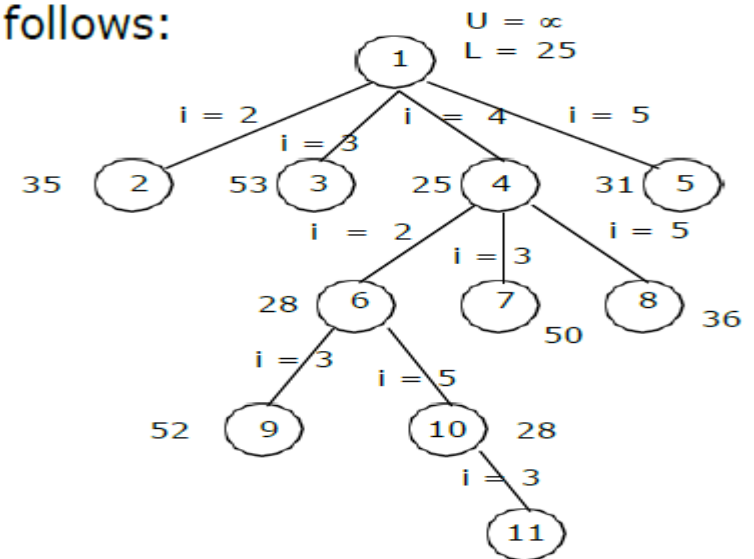 follows:
U = ∝
L = 25
1
i = 2
i = 3
i = 4
i = 5
35
2
53
3
25
4
31
5
i = 2
i = 3
i = 5
28
6
7
50
8
36
i = 3
i = 5
52
9
10
28
i = 3
11